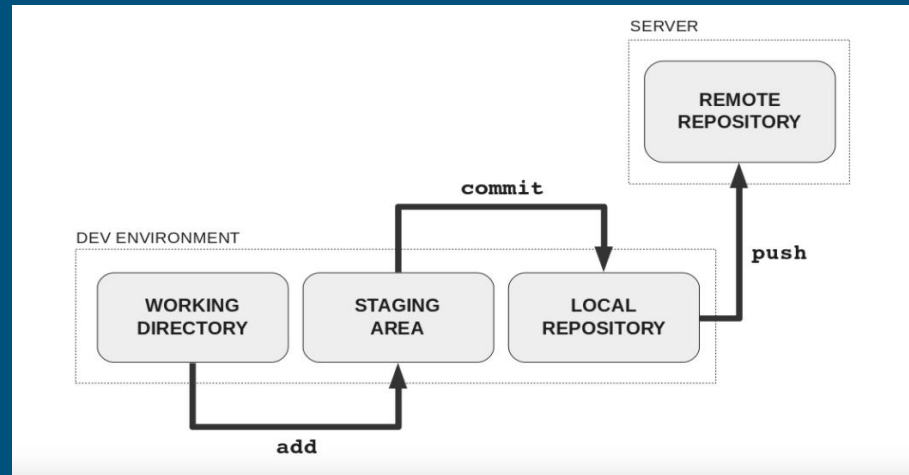 SERVER
REMOTE
REPOSITORY
commit
push
DEV ENVIRONMENT
WORKING
DIRECTORY
STAGING
AREA
LOCAL
REPOSITORY
add